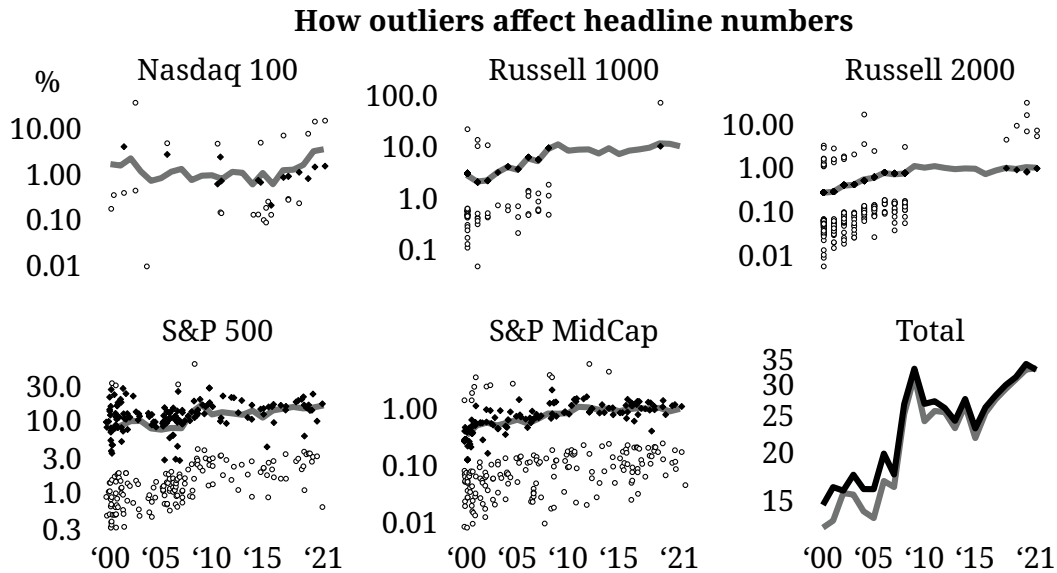 How outliers affect headline numbers
%
Nasdaq 100
10.00
1.00
0.10
0.01
Russell 1000
100.0
10.0
1.0
0.1
Russell 2000
10.00
1.00
0.10
0.01
S&P 500
30.0
10.0
3.0
1.0
0.3
‘00 ‘05 ‘10 ‘15 ‘21
S&P MidCap
1.00
0.10
0.01
‘00 ‘05 ‘10 ‘15 ‘21
Total
35
30
25
20
15
‘00 ‘05 ‘10 ‘15 ‘21